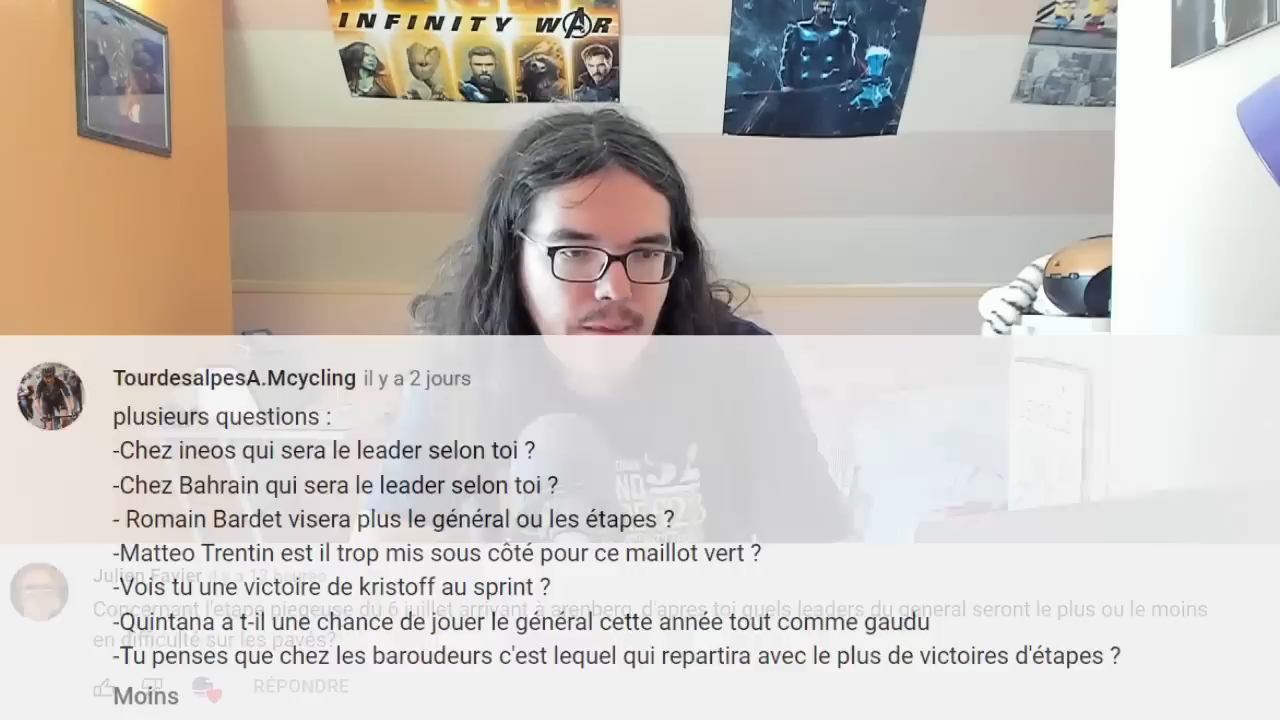 INFINITY WAR
TourdesalpesA.Mcycling il y a 2 jours
plusieurs questions :
-Chez ineos qui sera le leader selon toi ?
-Chez Bahrain qui sera le leader selon toi ?
- Romain Bardet visera plus le général ou les étapes ?
-Matteo Trentin est il trop mis sous côté pour ce maillot vert ?
Julien Favier il y a 13 heures
-Vois tu une victoire de kristoff au sprint ?
Concernant l'etape piegeuse du 6 juillet arrivant à arenberg, d'apres toi quels leaders du general seront le plus ou le moins
-Quintana a t-il une chance de jouer le général cette année tout comme gaudu
en difficulté sur les pavés?
-Tu penses que chez les baroudeurs c'est lequel qui repartira avec le plus de victoires d'étapes ?
RÉPONDRE
Moins